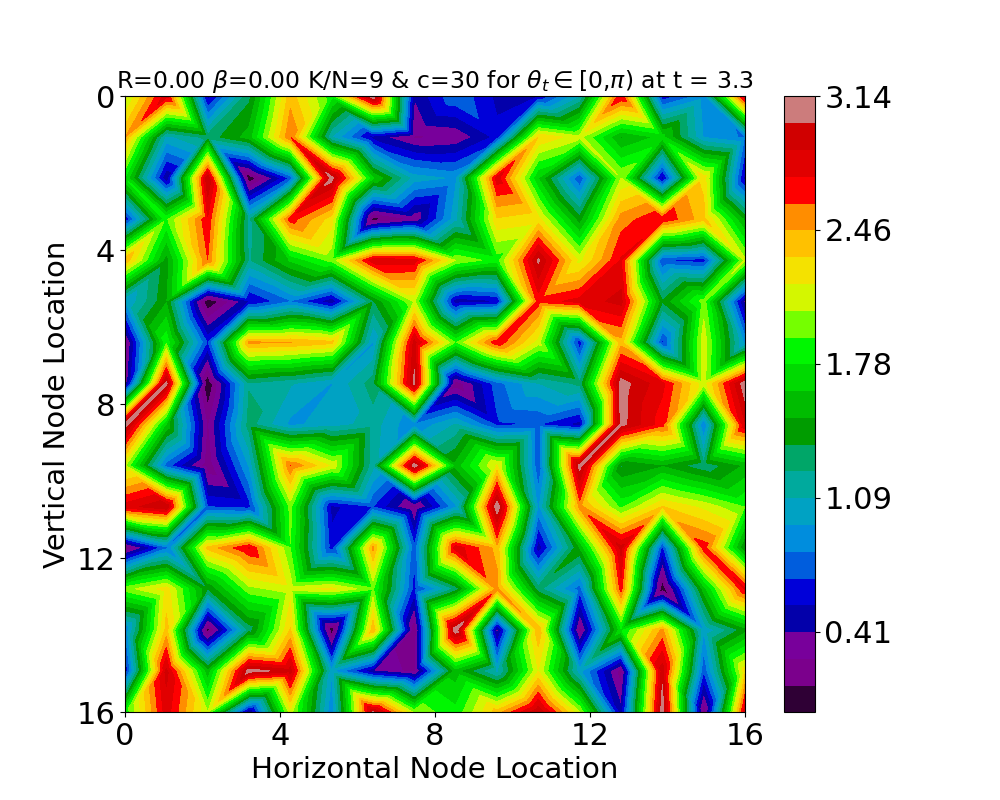 R=0.00 β=0.00 K/N=9 & c=30 for θₜ ∈ [0,π) at t = 3.3
0
4
8
12
16
Vertical Node Location
0 4 8 12 16
Horizontal Node Location
3.14
2.46
1.78
1.09
0.41